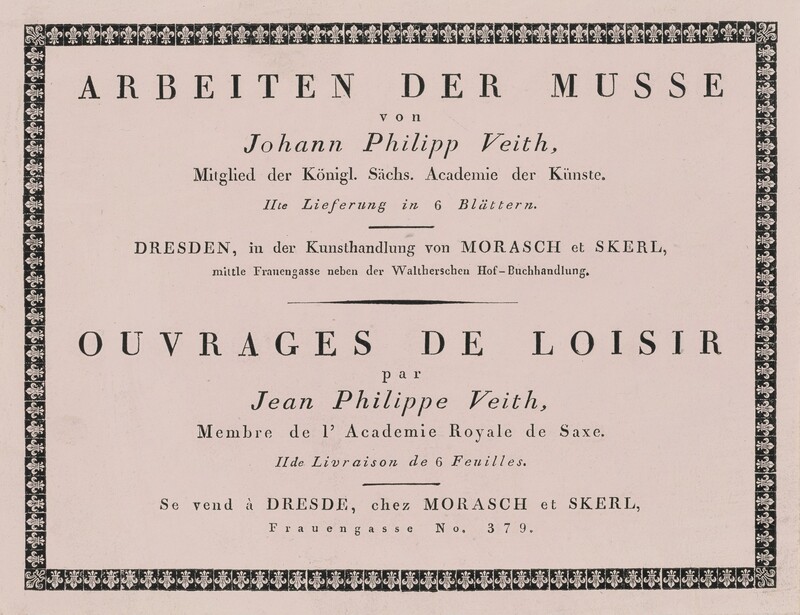 ARBEITEN DER MUSSE
von
Johann Philipp Veith,
Mitglied der Königl. Sächs. Academie der Künste.
IIte Lieferung in 6 Blättern.
DRESDEN, in der Kunsthandlung von MORASCH et SKERL,
mittle Frauengasse neben der Waltherschen Hof-Buchhandlung.
OUVRAGES DE LOISIR
par
Jean Philippe Veith,
Membre de l' Academie Royale de Saxe.
IIde Livraison de 6 Feuilles.
Se vend à DRESDE, chez MORASCH et SKERL,
Frauengasse No. 379.